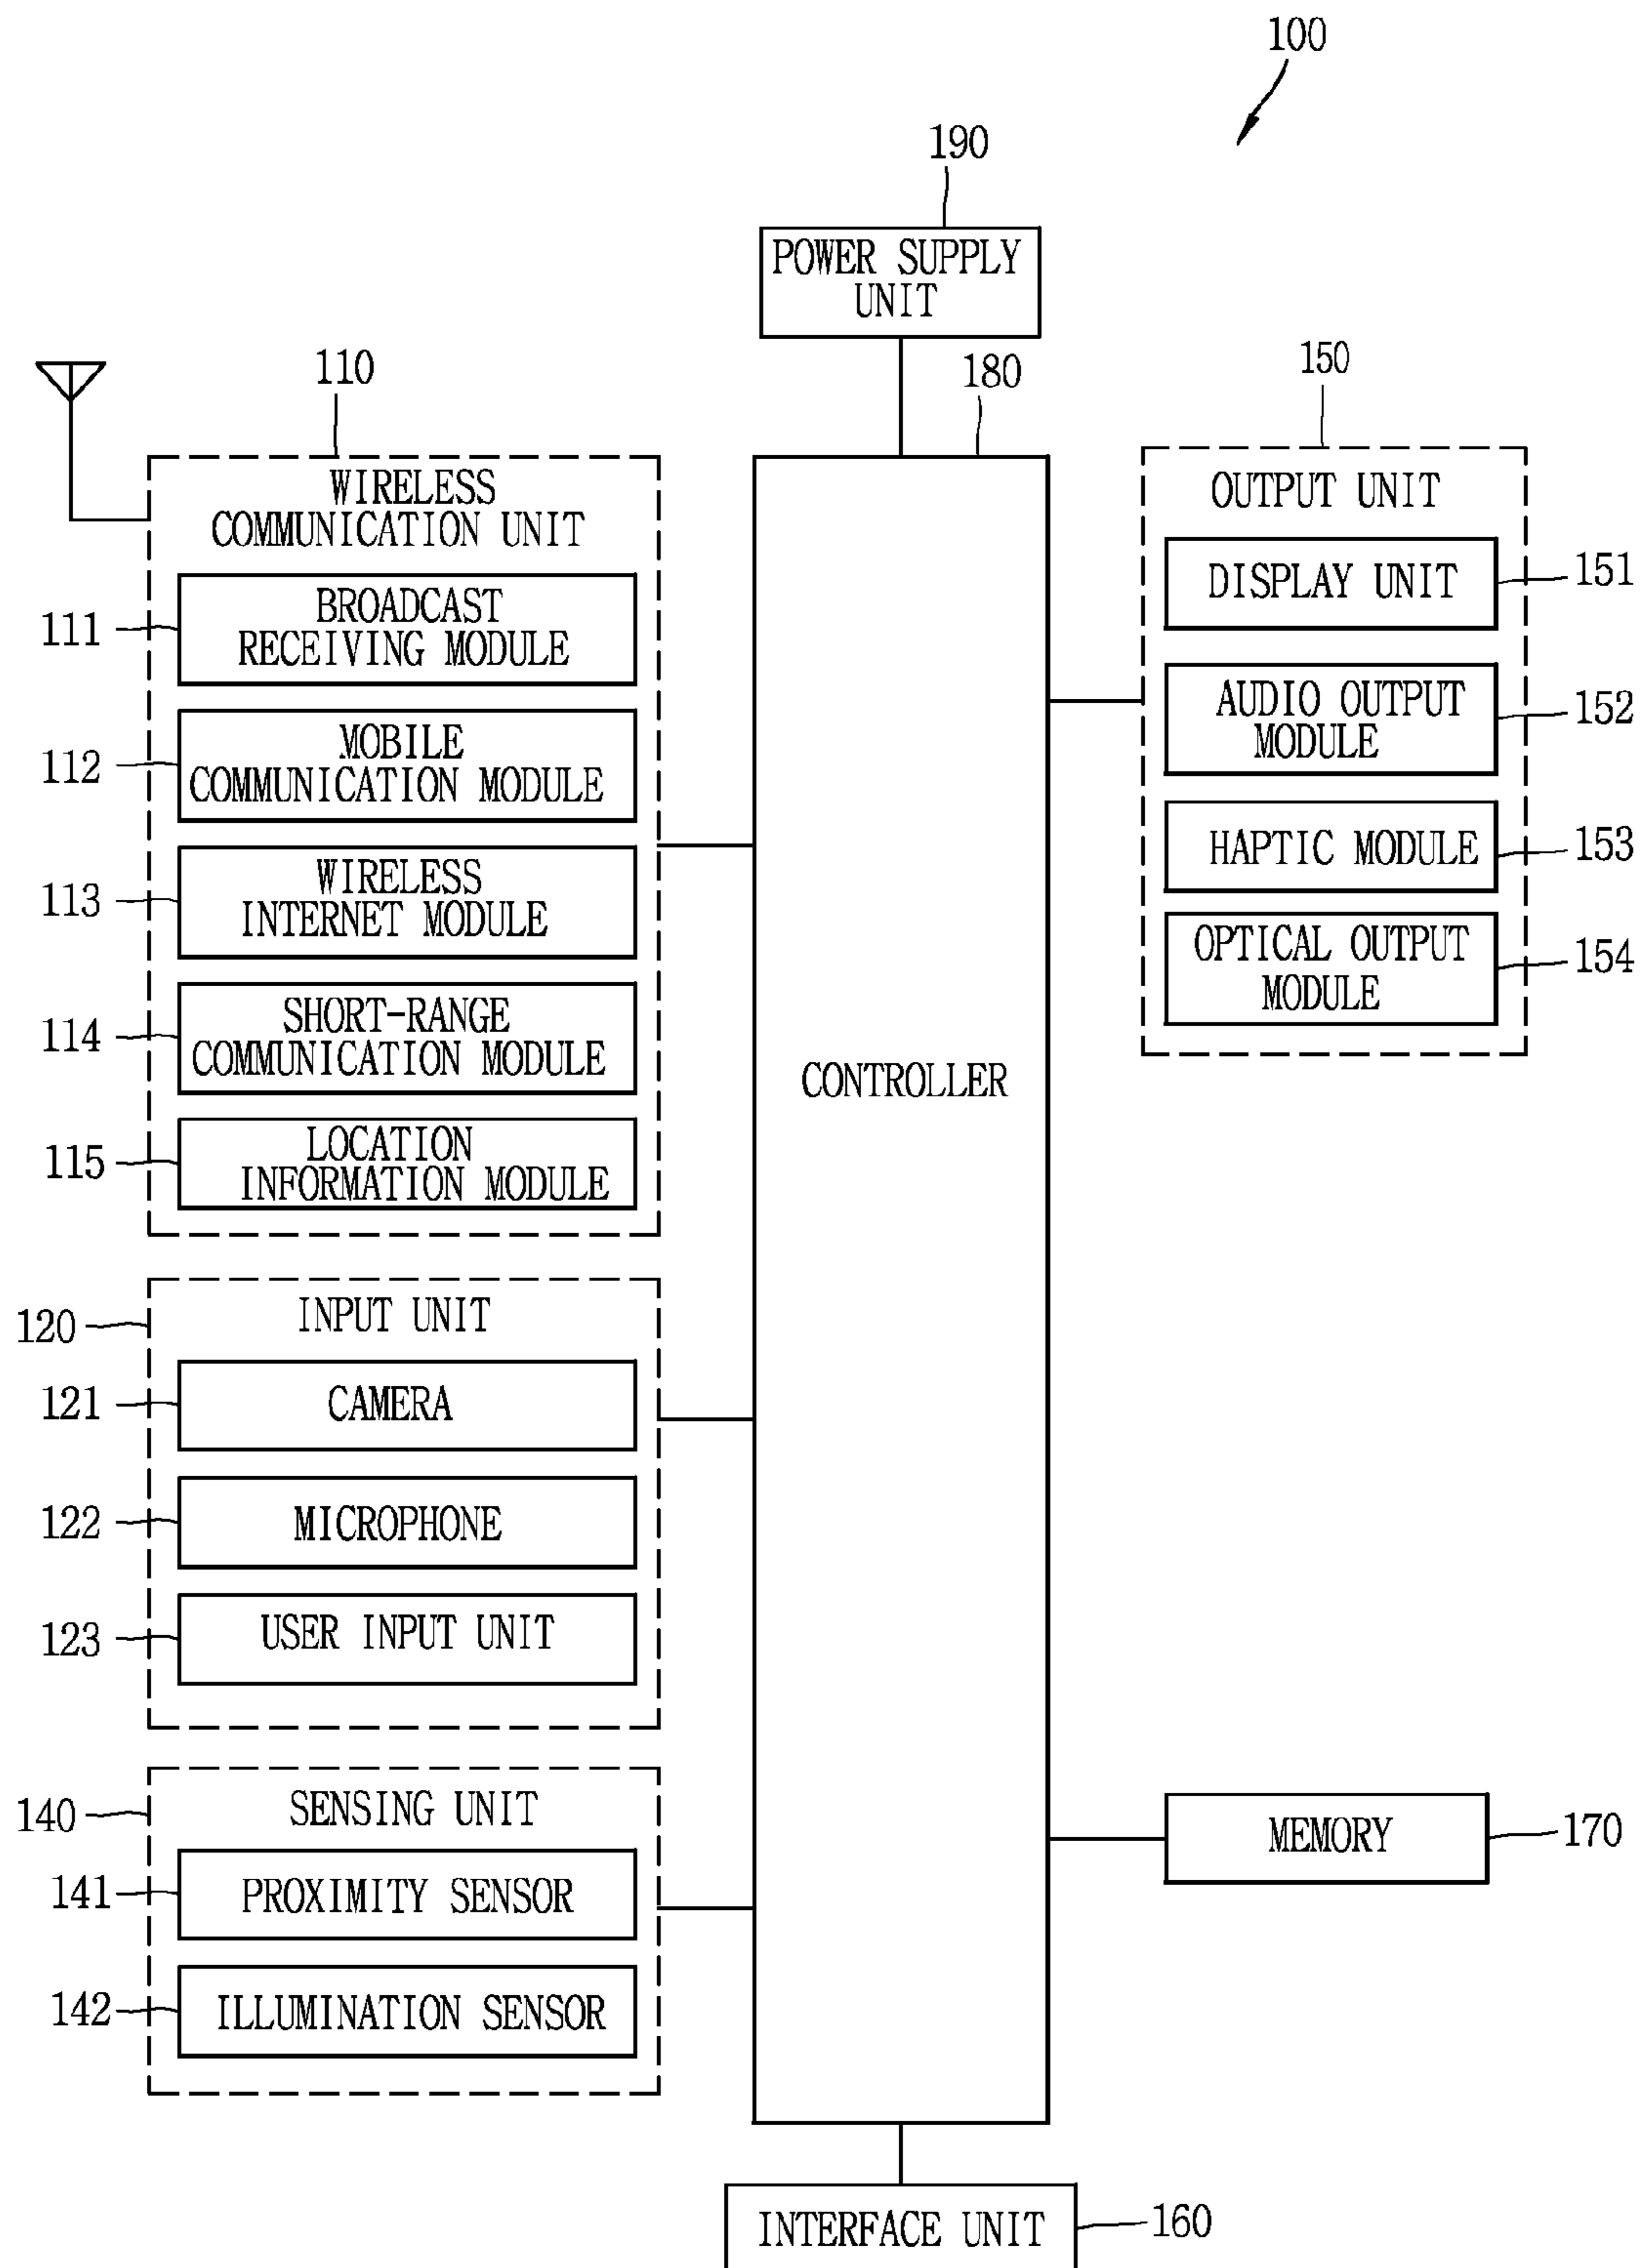 100
190
POWER SUPPLY
UNIT
110
180
150
WIRELESS
COMMUNICATION UNIT
111
BROADCAST
RECEIVING MODULE
112
MOBILE
COMMUNICATION MODULE
113
WIRELESS
INTERNET MODULE
114
SHORT-RANGE
COMMUNICATION MODULE
115
LOCATION
INFORMATION MODULE
120
INPUT UNIT
121
CAMERA
122
MICROPHONE
123
USER INPUT UNIT
140
SENSING UNIT
141
PROXIMITY SENSOR
142
ILLUMINATION SENSOR
CONTROLLER
OUTPUT UNIT
DISPLAY UNIT
151
AUDIO OUTPUT
MODULE
152
HAPTIC MODULE
153
OPTICAL OUTPUT
MODULE
154
MEMORY
170
INTERFACE UNIT
160